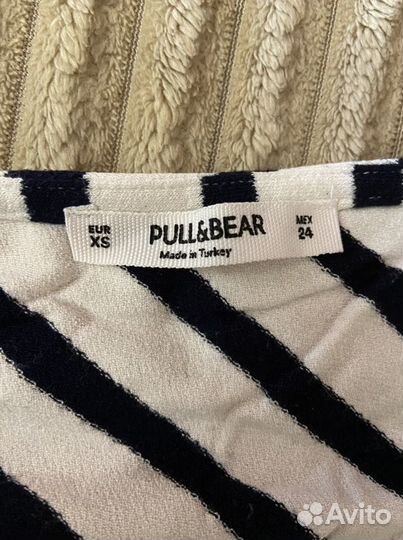 EUR
XS
PULL&BEAR
Made in Turkey
MEX
24
Avito